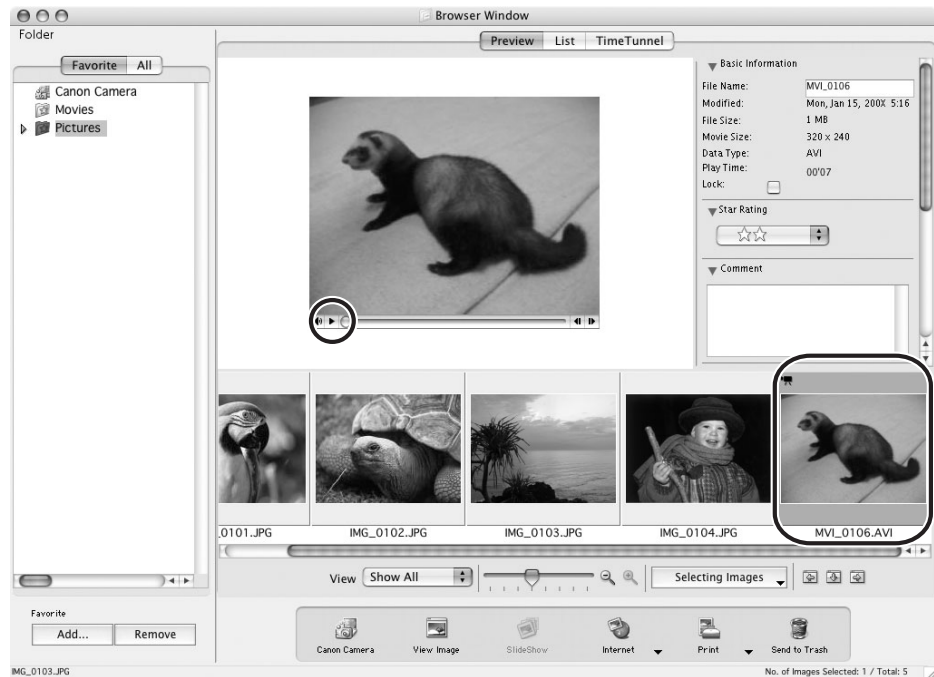 Browser Window
Folder
Favorite All
Canon Camera
Movies
Pictures
Preview List TimeTunnel
Basic Information
File Name: MVI_0106
Modified: Mon, Jan 15, 200X 5:16
File Size: 1 MB
Movie Size: 320 x 240
Data Type: AVI
Play Time: 00'07
Lock:
Star Rating
Comment
_0101.JPG IMG_0102.JPG IMG_0103.JPG IMG_0104.JPG MVI_0106.AVI
View Show All Selecting Images
Favorite
Add... Remove
Canon Camera View Image SlideShow Internet Print Send to Trash
IMG_0103.JPG No. of Images Selected: 1 / Total: 5